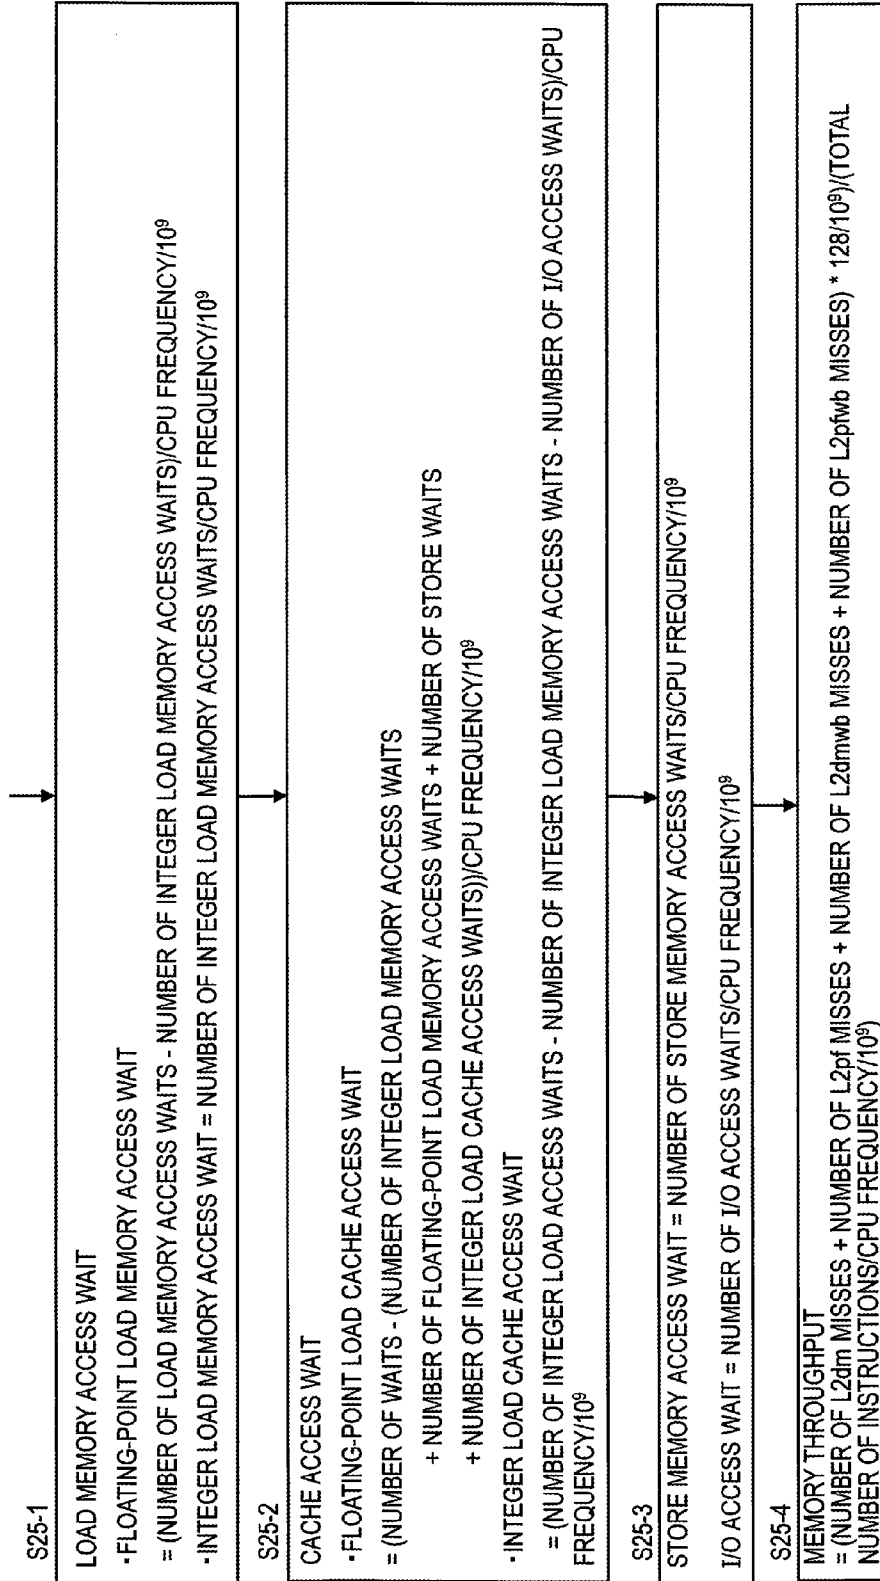 S25-1
LOAD MEMORY ACCESS WAIT
・FLOATING-POINT LOAD MEMORY ACCESS WAIT
= (NUMBER OF LOAD MEMORY ACCESS WAITS - NUMBER OF INTEGER LOAD MEMORY ACCESS WAITS)/CPU FREQUENCY/10⁹
・INTEGER LOAD MEMORY ACCESS WAIT = NUMBER OF INTEGER LOAD MEMORY ACCESS WAITS/CPU FREQUENCY/10⁹
S25-2
CACHE ACCESS WAIT
・FLOATING-POINT LOAD CACHE ACCESS WAIT
= (NUMBER OF WAITS - (NUMBER OF INTEGER LOAD MEMORY ACCESS WAITS
+ NUMBER OF FLOATING-POINT LOAD MEMORY ACCESS WAITS + NUMBER OF STORE WAITS
+ NUMBER OF INTEGER LOAD CACHE ACCESS WAITS))/CPU FREQUENCY/10⁹
・INTEGER LOAD CACHE ACCESS WAIT
= (NUMBER OF INTEGER LOAD ACCESS WAITS - NUMBER OF INTEGER LOAD MEMORY ACCESS WAITS - NUMBER OF I/O ACCESS WAITS)/CPU
FREQUENCY/10⁹
S25-3
STORE MEMORY ACCESS WAIT = NUMBER OF STORE MEMORY ACCESS WAITS/CPU FREQUENCY/10⁹
I/O ACCESS WAIT = NUMBER OF I/O ACCESS WAITS/CPU FREQUENCY/10⁹
S25-4
MEMORY THROUGHPUT
= (NUMBER OF L2dm MISSES + NUMBER OF L2pf MISSES + NUMBER OF L2dmwb MISSES + NUMBER OF L2pfwb MISSES) * 128/10⁹)/(TOTAL
NUMBER OF INSTRUCTIONS/CPU FREQUENCY/10⁹)